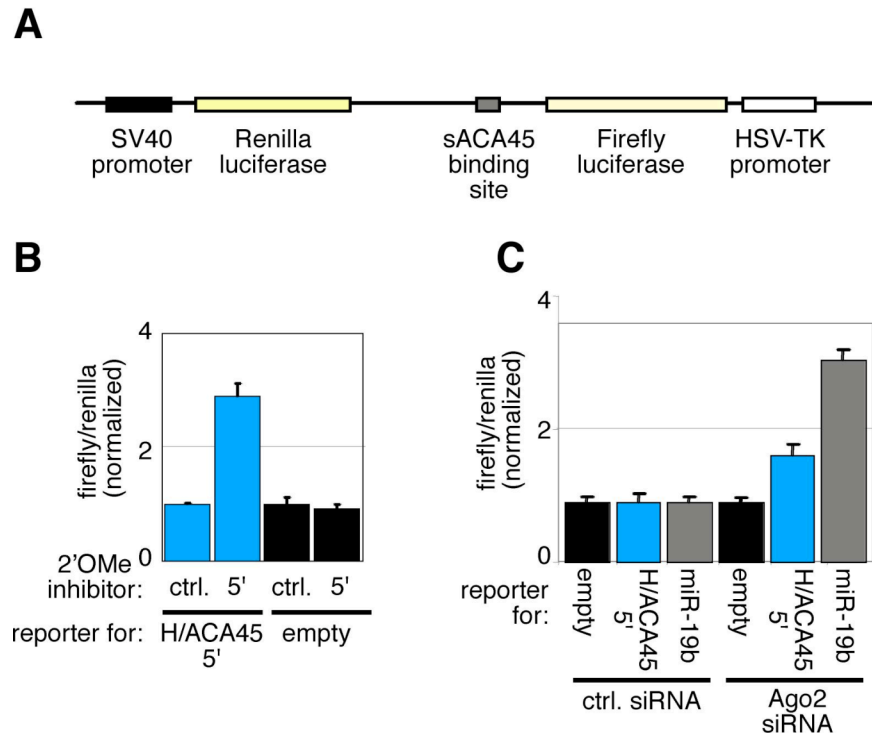 A
SV40
promoter
Renilla
luciferase
sACA45
binding
site
Firefly
luciferase
HSV-TK
promoter
B
firefly/renilla
(normalized)
4
2
0
2'OMe
inhibitor:
ctrl. 5' ctrl. 5'
reporter for: H/ACA45 empty
5'
C
firefly/renilla
(normalized)
4
2
0
reporter
for:
empty
H/ACA45
5'
miR-19b
empty
H/ACA45
5'
miR-19b
ctrl. siRNA
Ago2
siRNA